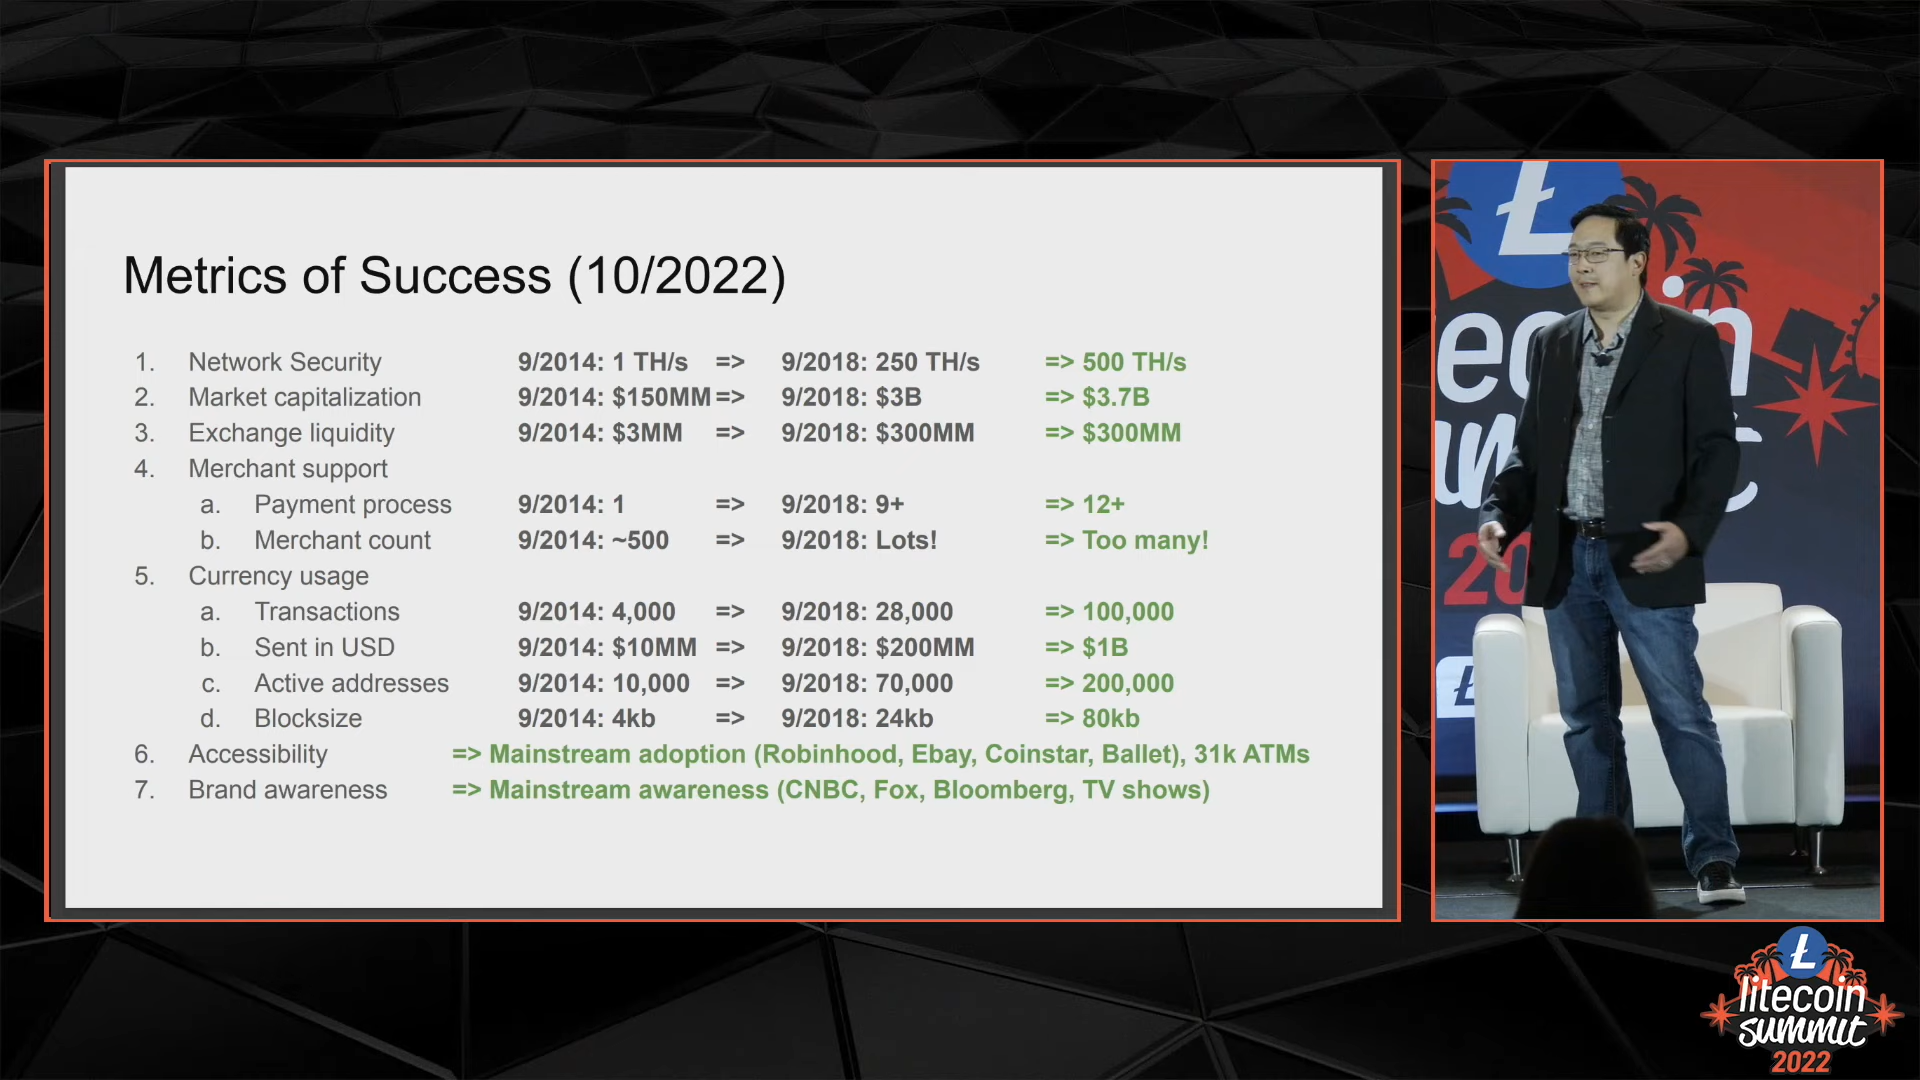 Metrics of Success (10/2022)
1. Network Security 9/2014: 1 TH/s => 9/2018: 250 TH/s => 500 TH/s
2. Market capitalization 9/2014: $150MM => 9/2018: $3B => $3.7B
3. Exchange liquidity 9/2014: $3MM => 9/2018: $300MM => $300MM
4. Merchant support
a. Payment process 9/2014: 1 => 9/2018: 9+ => 12+
b. Merchant count 9/2014: ~500 => 9/2018: Lots! => Too many!
5. Currency usage
a. Transactions 9/2014: 4,000 => 9/2018: 28,000 => 100,000
b. Sent in USD 9/2014: $10MM => 9/2018: $200MM => $1B
c. Active addresses 9/2014: 10,000 => 9/2018: 70,000 => 200,000
d. Blocksize 9/2014: 4kb => 9/2018: 24kb => 80kb
6. Accessibility => Mainstream adoption (Robinhood, Ebay, Coinstar, Ballet), 31k ATMs
7. Brand awareness => Mainstream awareness (CNBC, Fox, Bloomberg, TV shows)
litecoin
summit
2022